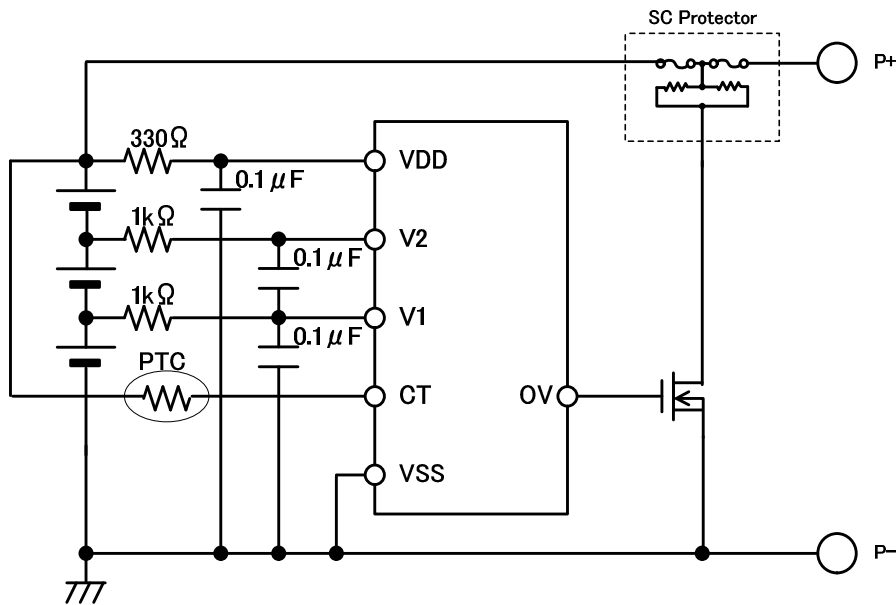 SC Protector
P+
330Ω
VDD
0.1μF
1kΩ
V2
0.1μF
1kΩ
V1
0.1μF
PTC
CT
OV
VSS
P−